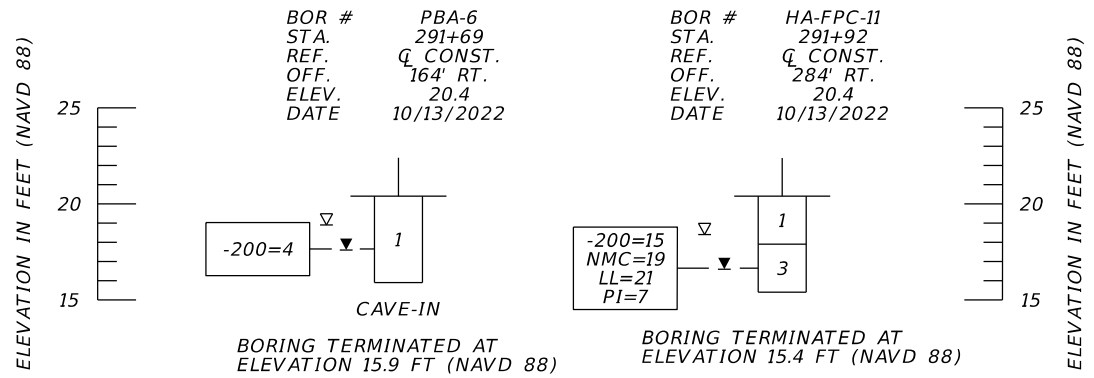 BOR # PBA-6
STA. 291+69
REF. ℄ CONST.
OFF. 164' RT.
ELEV. 20.4
DATE 10/13/2022
BOR # HA-FPC-11
STA. 291+92
REF. ℄ CONST.
OFF. 284' RT.
ELEV. 20.4
DATE 10/13/2022
ELEVATION IN FEET (NAVD 88)
25
20
15
-200=4
1
CAVE-IN
BORING TERMINATED AT
ELEVATION 15.9 FT (NAVD 88)
-200=15
NMC=19
LL=21
PI=7
1
3
BORING TERMINATED AT
ELEVATION 15.4 FT (NAVD 88)
25
20
15
ELEVATION IN FEET (NAVD 88)